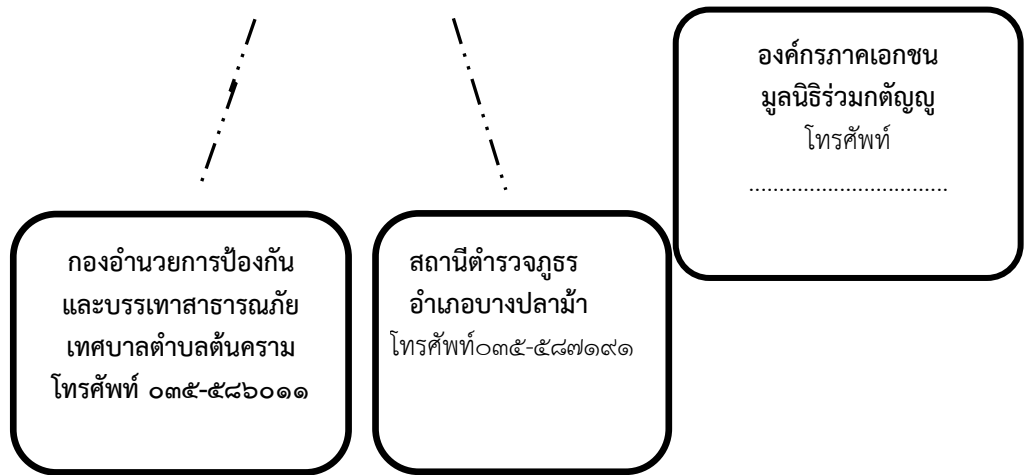 องค์กรภาคเอกชน
มูลนิธิร่วมกตัญญู
โทรศัพท์
.................................
กองอำนวยการป้องกัน
และบรรเทาสาธารณภัย
เทศบาลตำบลต้นคราม
โทรศัพท์ ๐๓๕-๕๘๖๐๑๑
สถานีตำรวจภูธร
อำเภอบางปลาม้า
โทรศัพท์๐๓๕-๕๘๗๑๙๑